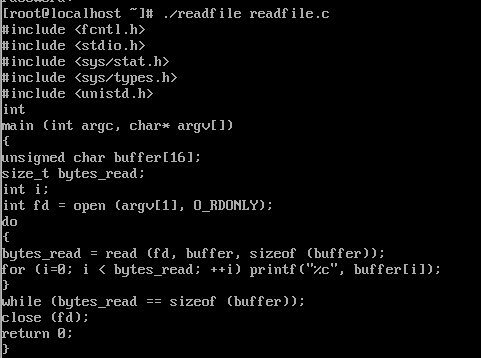 [root@localhost ~]# ./readfile readfile.c
#include <fcntl.h>
#include <stdio.h>
#include <sys/stat.h>
#include <sys/types.h>
#include <unistd.h>
int
main (int argc, char* argv[])
{
unsigned char buffer[16];
size_t bytes_read;
int i;
int fd = open (argv[1], O_RDONLY);
do
{
bytes_read = read (fd, buffer, sizeof (buffer));
for (i=0; i < bytes_read; ++i) printf("%c", buffer[i]);
}
while (bytes_read == sizeof (buffer));
close (fd);
return 0;
}